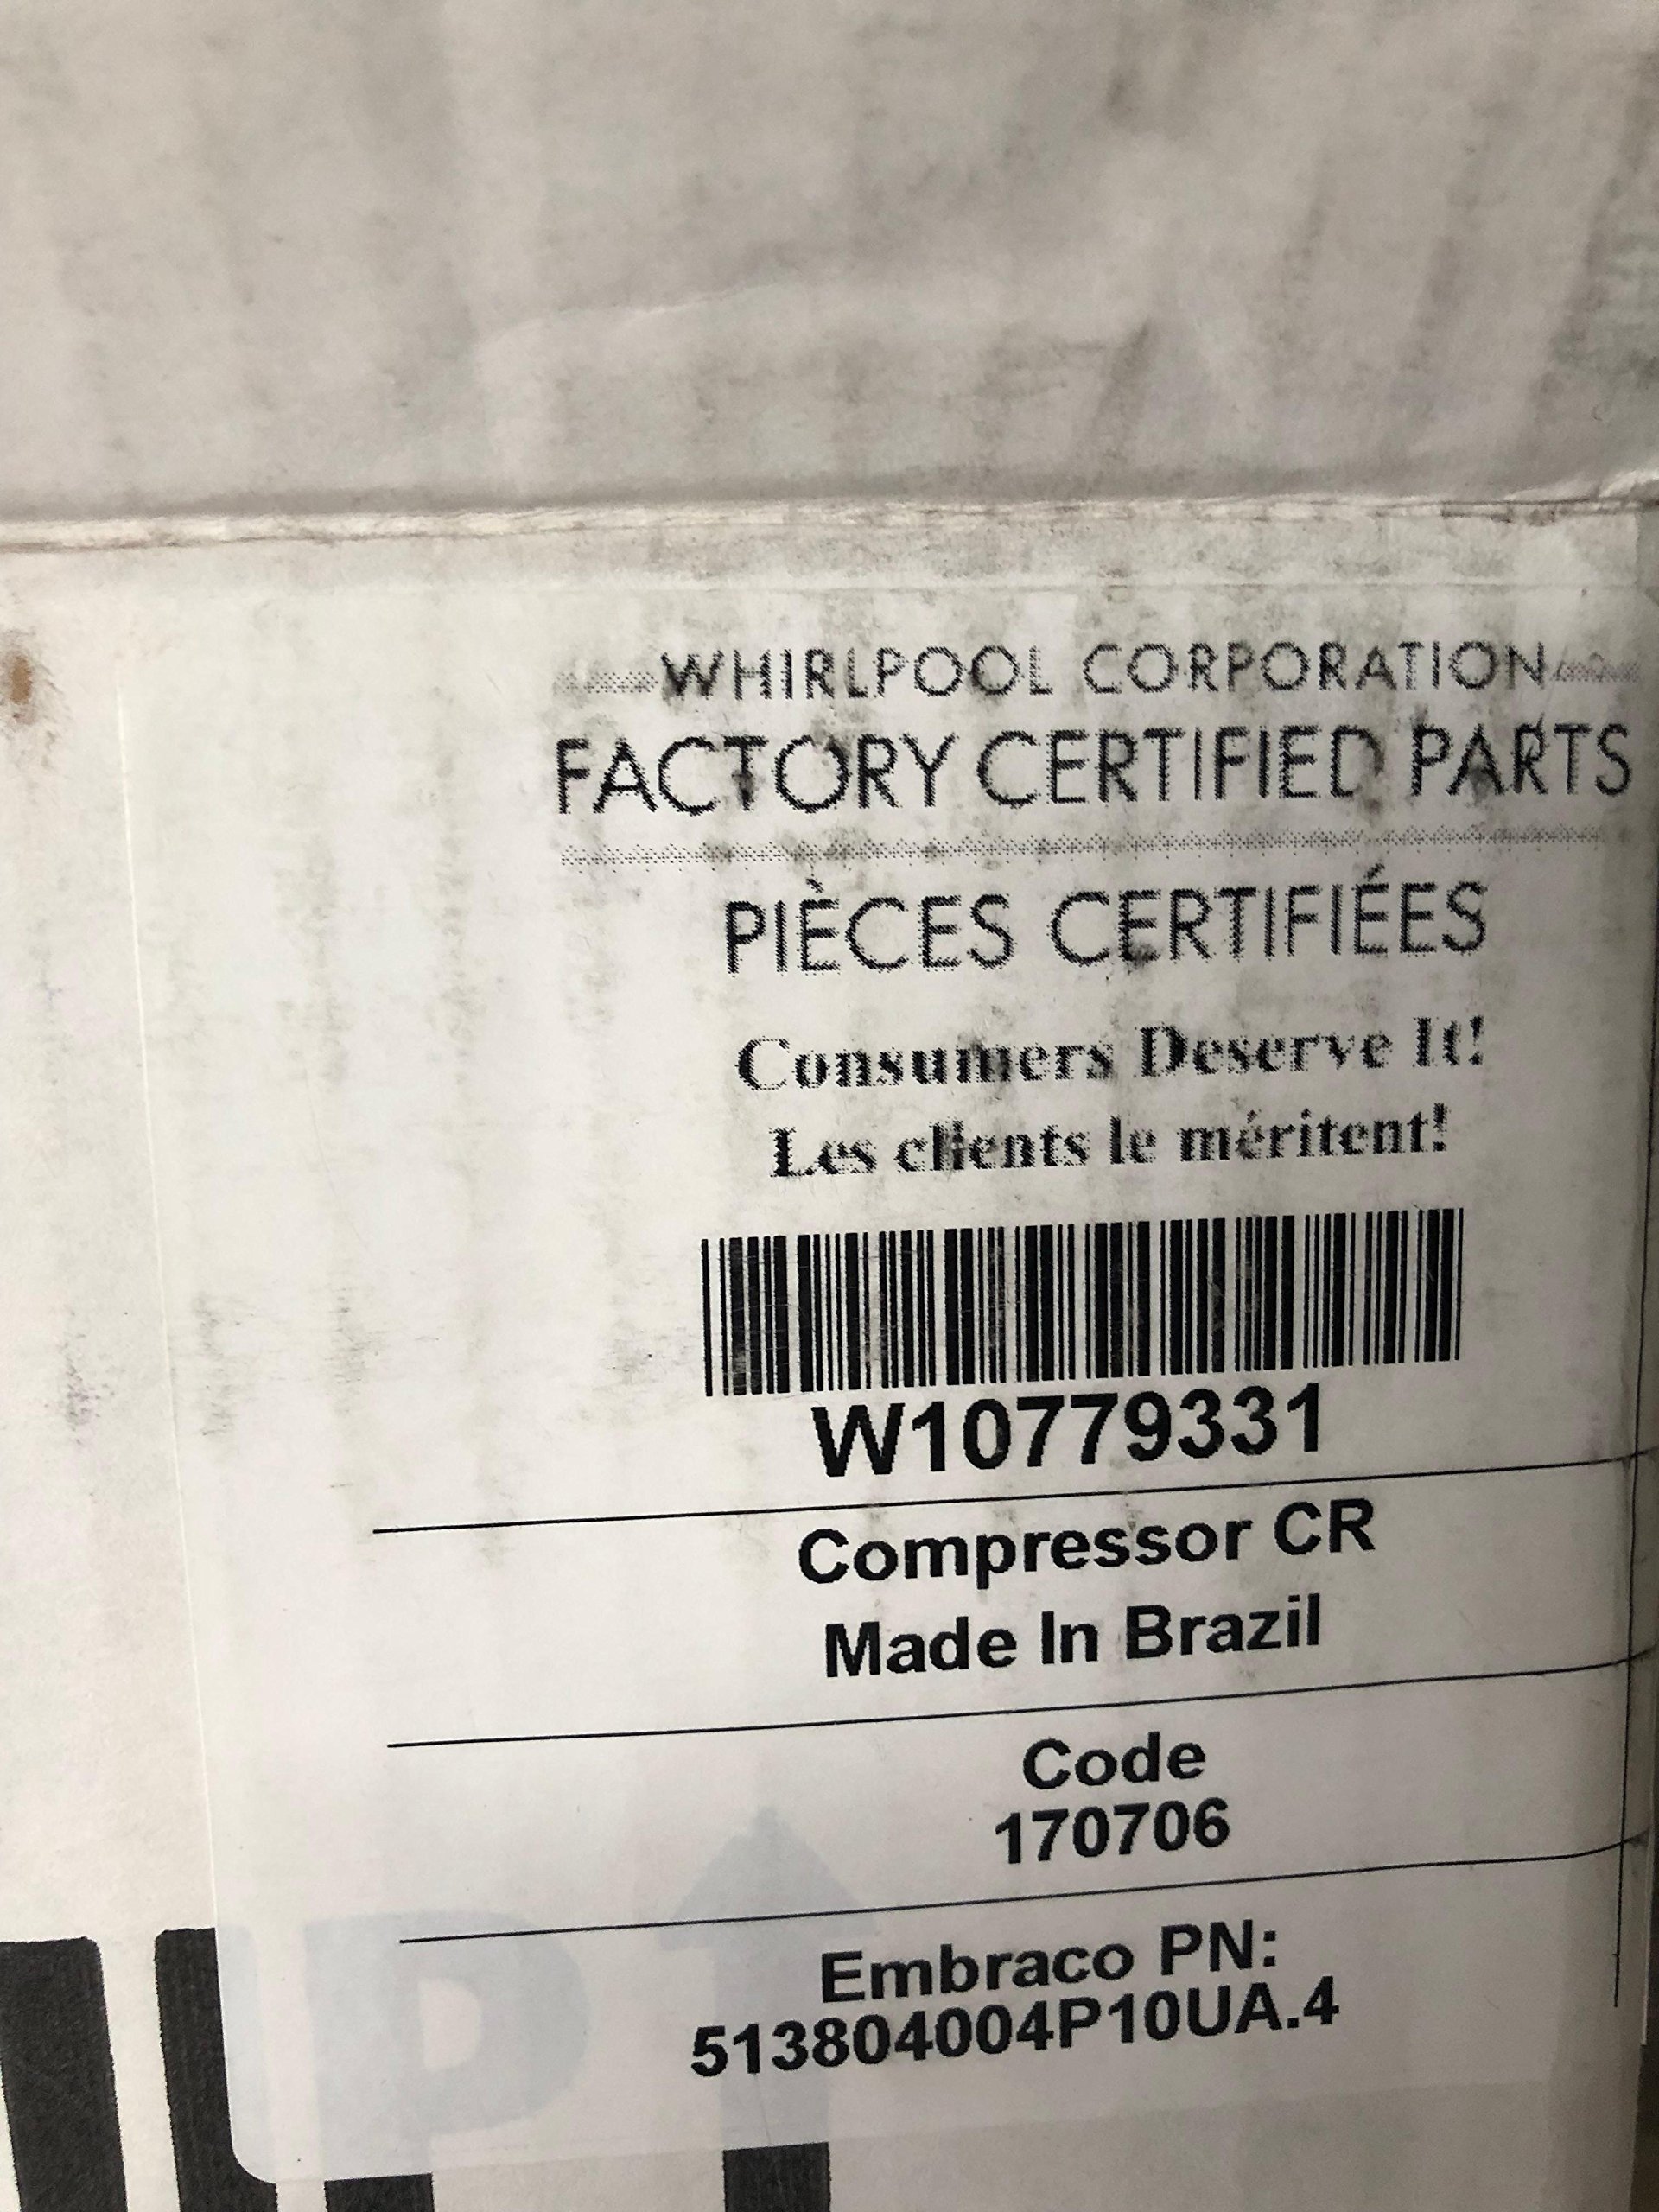 WHIRLPOOL CORPORATION
FACTORY CERTIFIED PARTS
PIÈCES CERTIFIÉES
Consumers Deserve It!
Les clients le méritent!
W10779331
Compressor CR
Made In Brazil
Code
170706
Embraco PN:
513804004P10UA.4